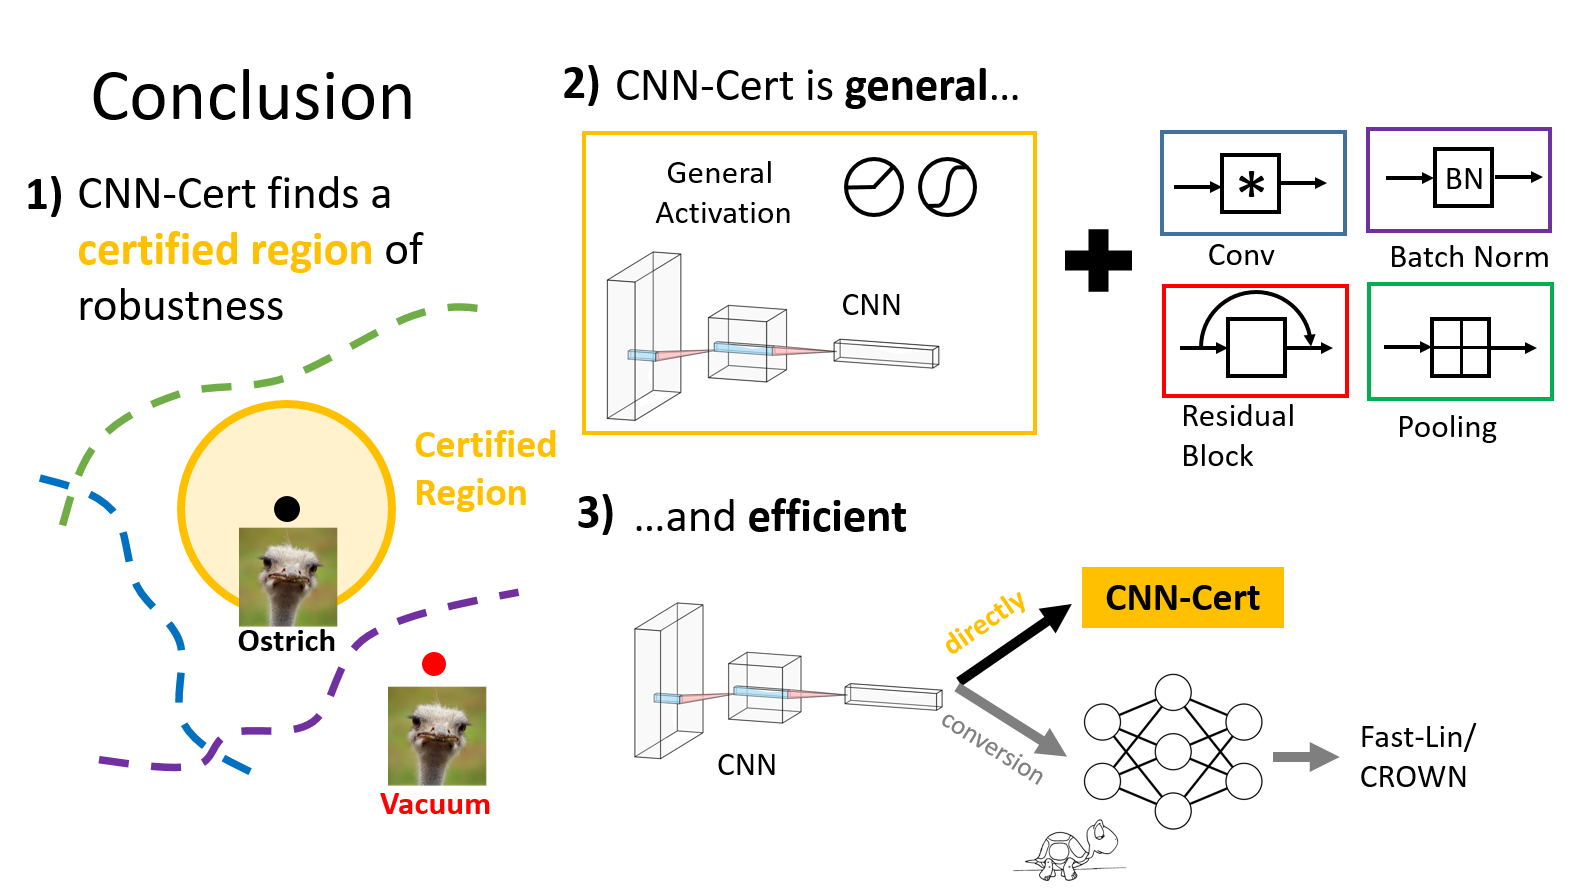 Conclusion
1) CNN-Cert finds a
certified region of
robustness
Certified
Region
Ostrich
Vacuum
2) CNN-Cert is general...
General
Activation
CNN
*
Conv
BN
Batch Norm
Residual
Block
Pooling
3) ...and efficient
directly
CNN-Cert
conversion
CNN
Fast-Lin/
CROWN